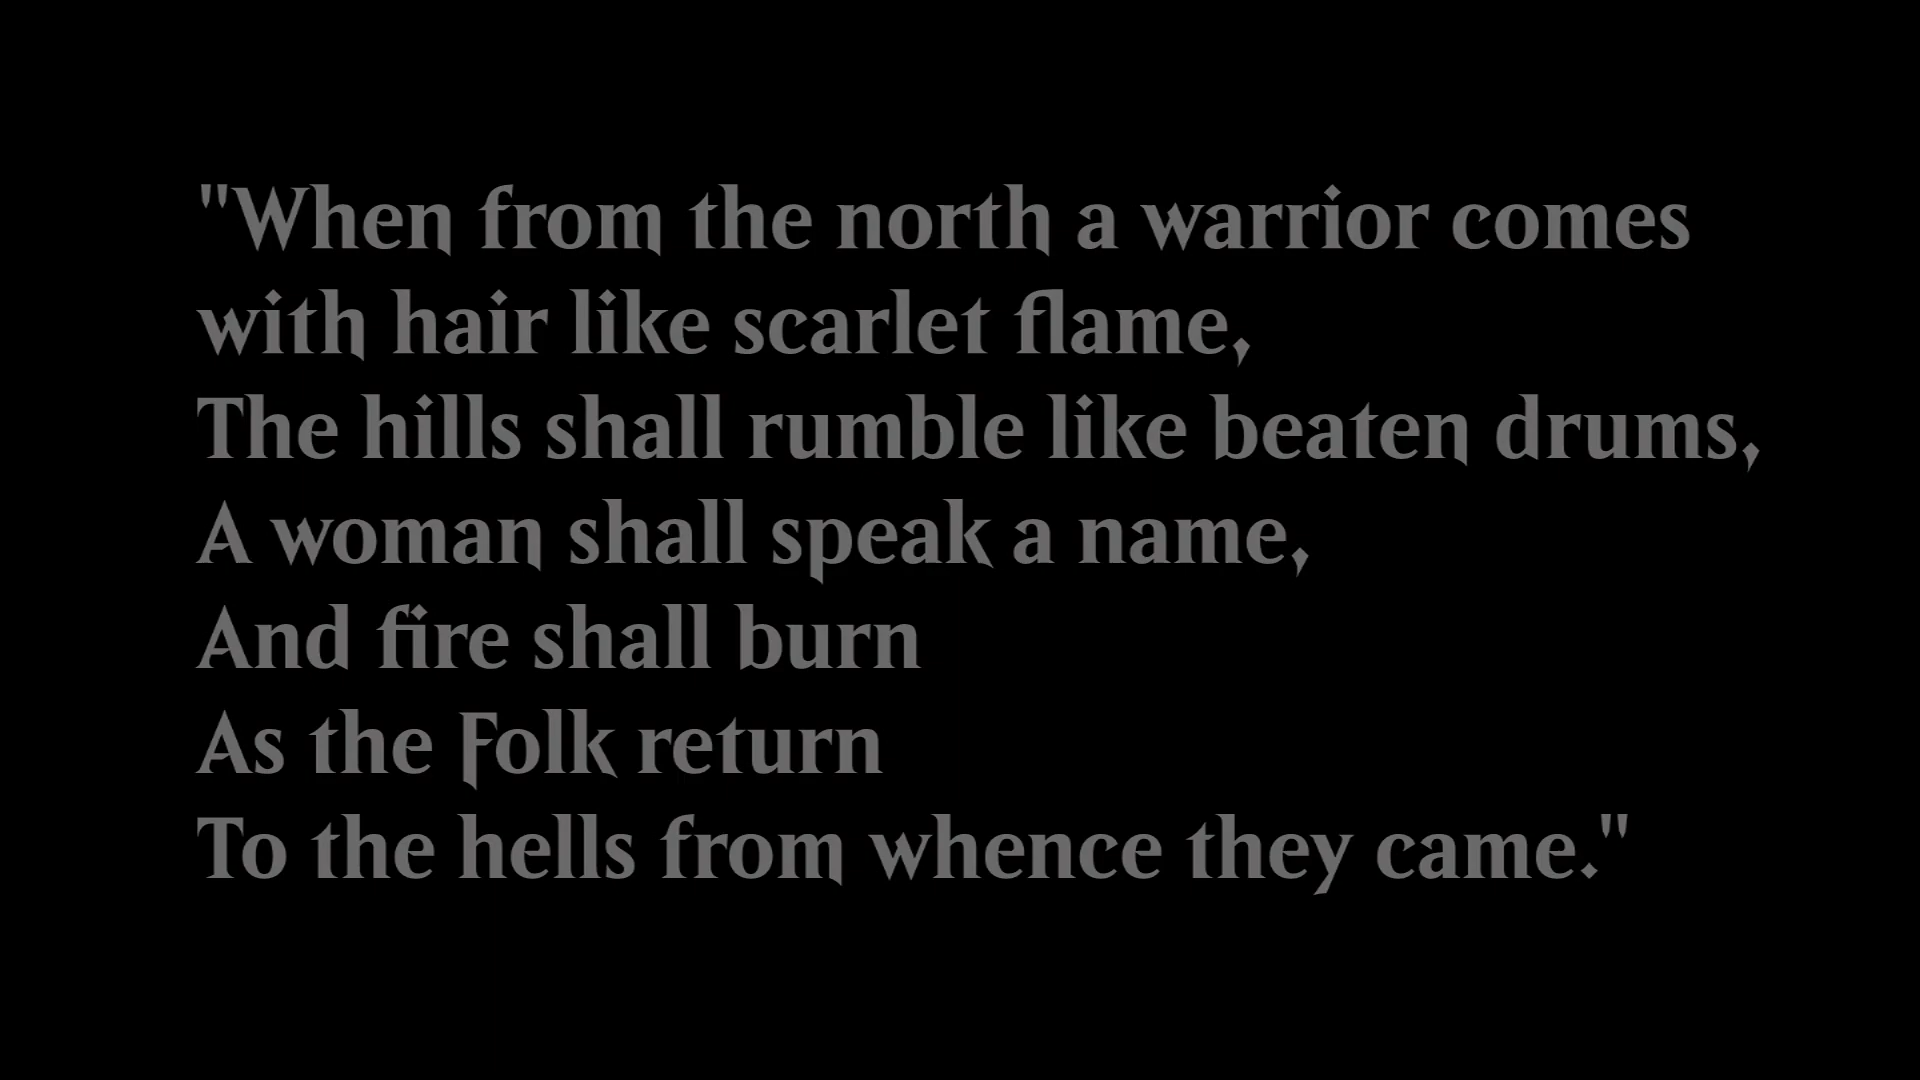 "When from the north a warrior comes
with hair like scarlet flame,
The hills shall rumble like beaten drums,
A woman shall speak a name,
And fire shall burn
As the Folk return
To the hells from whence they came."